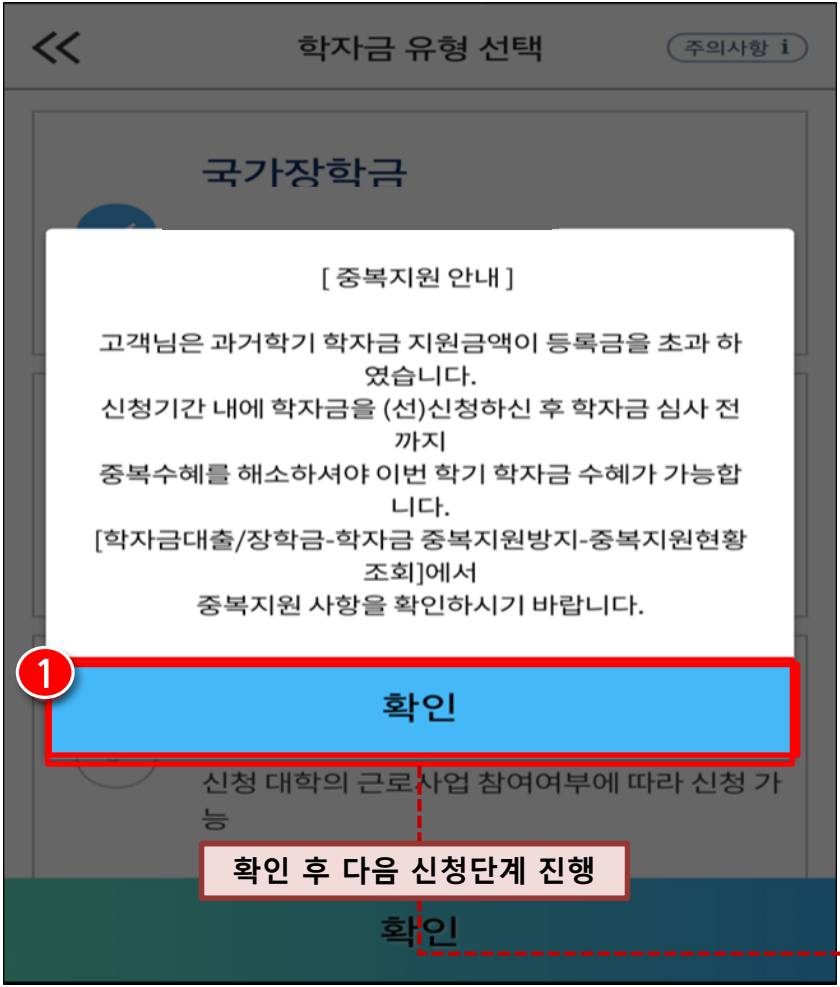 학자금 유형 선택
주의사항 i
국가장학금
[ 중복지원 안내 ]
고객님은 과거학기 학자금 지원금액이 등록금을 초과 하
였습니다.
신청기간 내에 학자금을 (선)신청하신 후 학자금 심사 전
까지
중복수혜를 해소하셔야 이번 학기 학자금 수혜가 가능합
니다.
[학자금대출/장학금-학자금 중복지원방지-중복지원현황
조회]에서
중복지원 사항을 확인하시기 바랍니다.
1
확인
신청 대학의 근로사업 참여여부에 따라 신청 가
능
확인 후 다음 신청단계 진행
확인